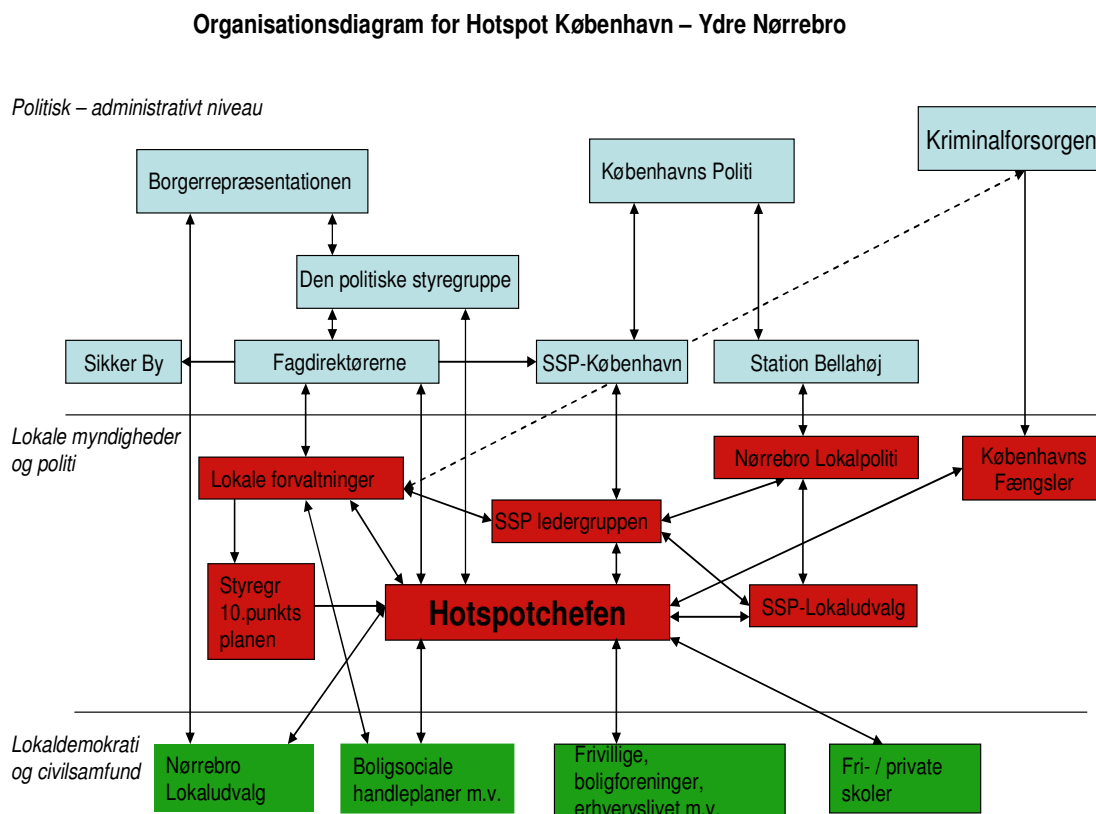 Organisationsdiagram for Hotspot København – Ydre Nørrebro
Politisk – administrativt niveau
Kriminalforsorgen
Borgerrepræsentationen
Københavns Politi
Den politiske styregruppe
Sikker By
Fagdirektørerne
SSP-København
Station Bellahøj
Lokale myndigheder
og politi
Lokale forvaltninger
Nørrebro Lokalpoliti
Københavns
Fængsler
SSP ledergruppen
Styregr
10.punkts
planen
Hotspotchefen
SSP-Lokaludvalg
Lokaldemokrati
og civilsamfund
Nørrebro
Lokaludvalg
Boligsociale
handleplaner m.v.
Frivillige,
boligforeninger,
erhvervslivet m.v.
Fri- / private
skoler